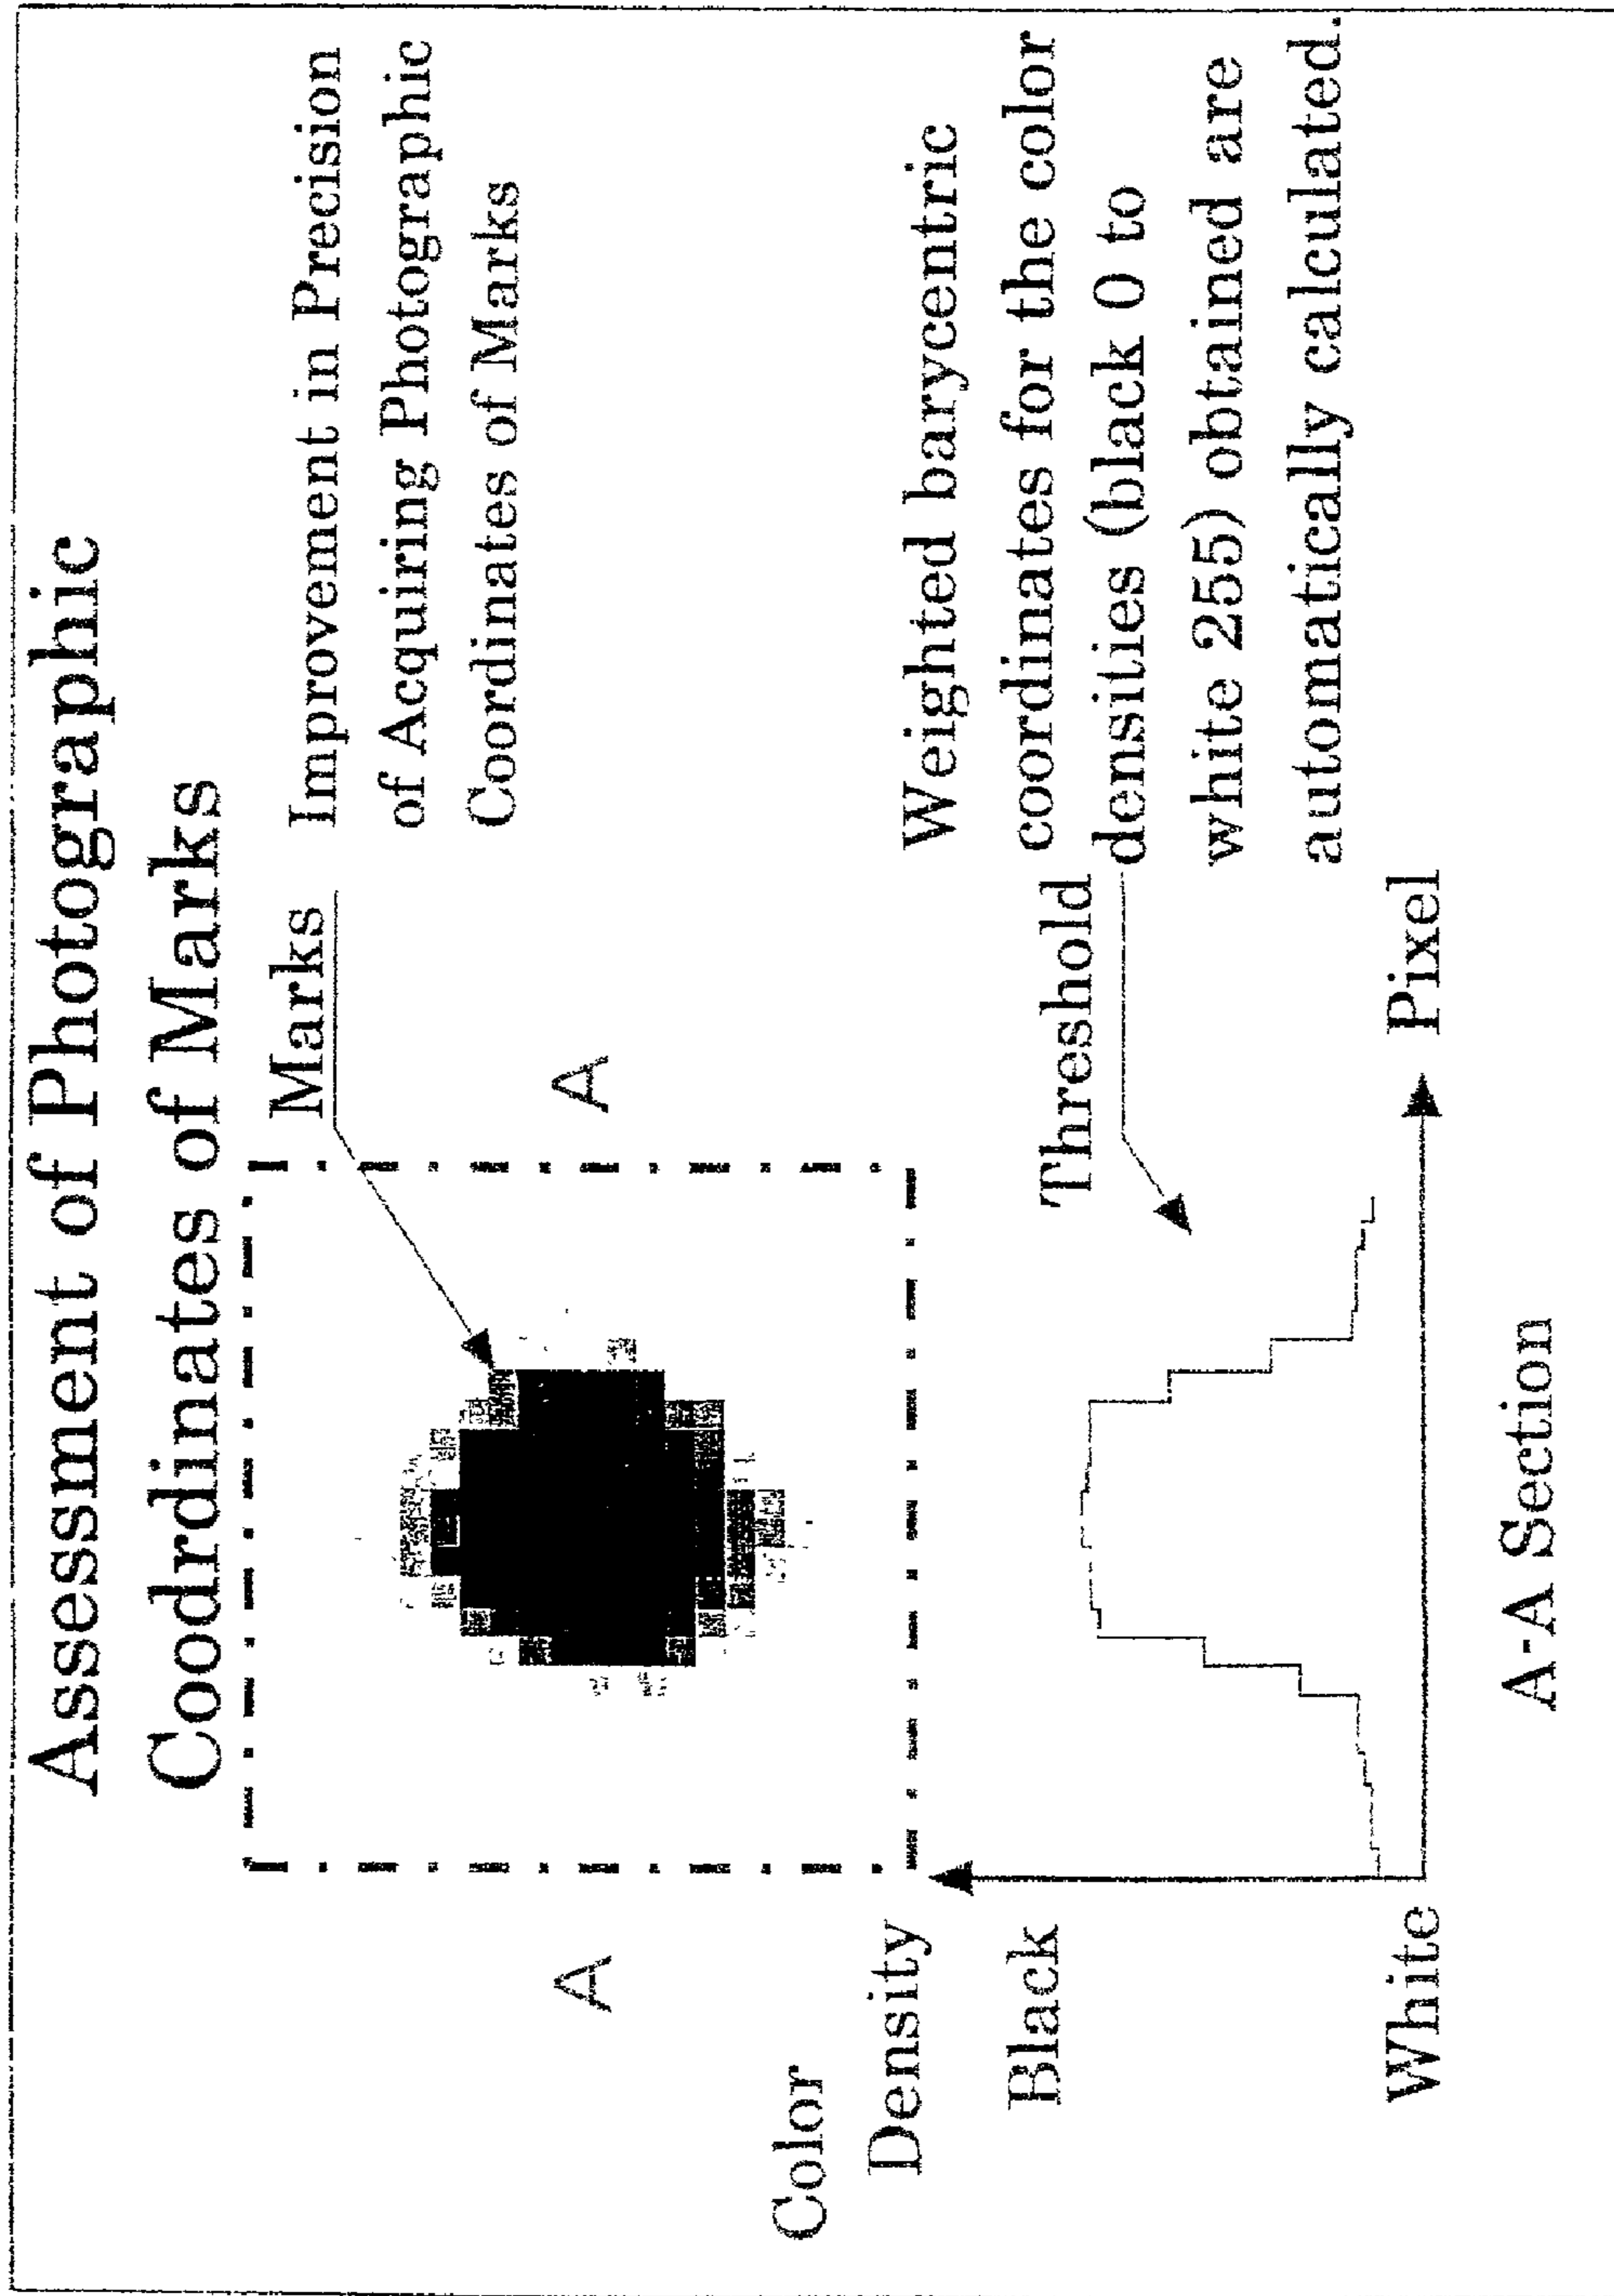 Assessment of Photographic
Coordinates of Marks
Marks
Improvement in Precision
of Acquiring Photographic
Coordinates of Marks
A
A
Color
Density
Black
White
Threshold
Weighted barycentric
coordinates for the color
densities (black 0 to
white 255) obtained are
automatically calculated.
Pixel
A-A Section